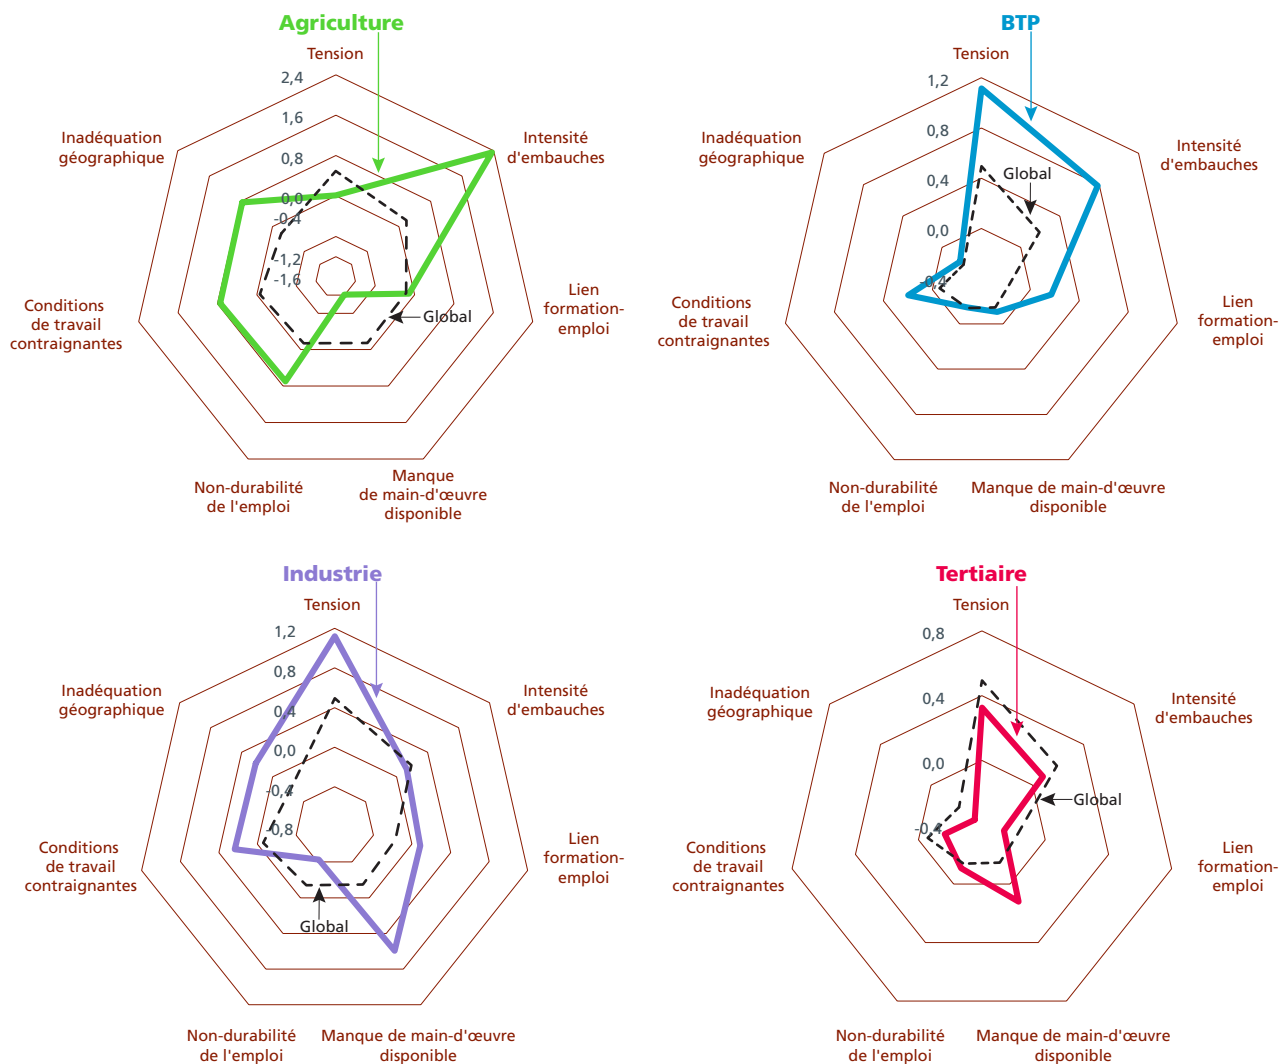 Agriculture
Tension
2,4
1,6
0,8
0,0
-0,4
-1,2
-1,6
Inadéquation
géographique
Intensité
d'embauches
Conditions
de travail
contraignantes
Lien
formation-
emploi
Global
Non-durabilité
de l'emploi
Manque
de main-d'œuvre
disponible
BTP
Tension
1,2
0,8
0,4
0,0
-0,4
Inadéquation
géographique
Intensité
d'embauches
Global
Conditions
de travail
contraignantes
Lien
formation-
emploi
Non-durabilité
de l'emploi
Manque de main-d'œuvre
disponible
Industrie
Tension
1,2
0,8
0,4
0,0
-0,4
-0,8
Inadéquation
géographique
Intensité
d'embauches
Conditions
de travail
contraignantes
Lien
formation-
emploi
Global
Non-durabilité
de l'emploi
Manque de main-d'œuvre
disponible
Tertiaire
Tension
0,8
0,4
0,0
-0,4
Inadéquation
géographique
Intensité
d'embauches
Global
Conditions
de travail
contraignantes
Lien
formation-
emploi
Non-durabilité
de l'emploi
Manque de main-d'œuvre
disponible